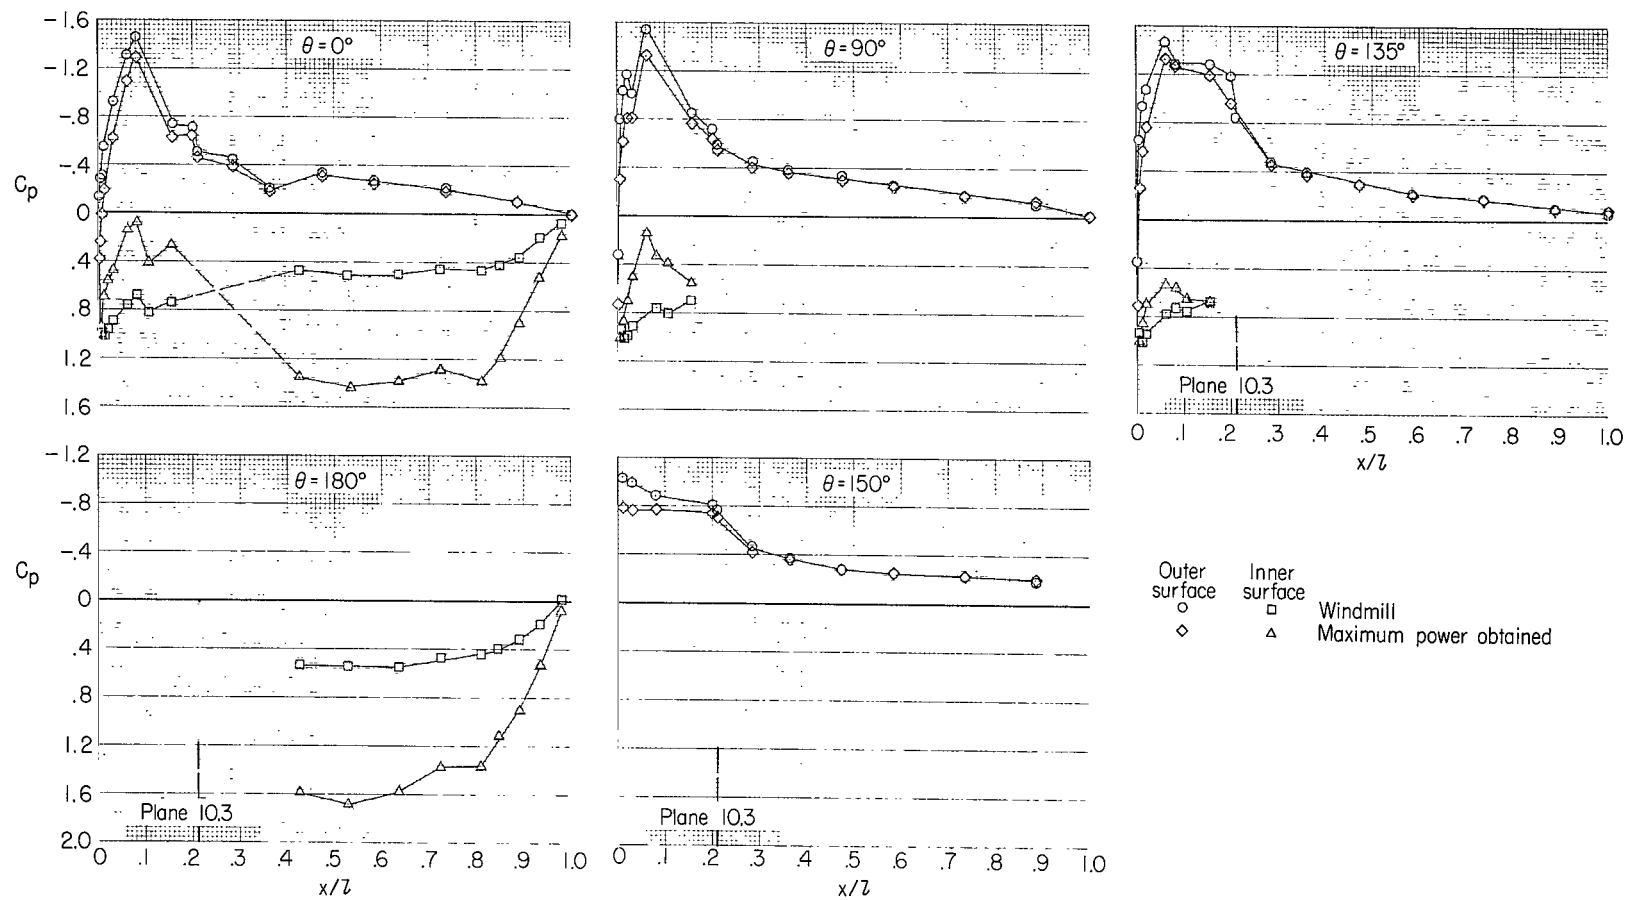 θ = 0°
θ = 90°
θ = 135°
-1.6
-1.2
-.8
-.4
0
.4
.8
1.2
1.6
Cp
Plane 10.3
0 .1 .2 .3 .4 .5 .6 .7 .8 .9 1.0
x/l
θ = 180°
θ = 150°
-1.2
-.8
-.4
0
.4
.8
1.2
1.6
2.0
Cp
Plane 10.3
Plane 10.3
0 .1 .2 .3 .4 .5 .6 .7 .8 .9 1.0
x/l
0 .1 .2 .3 .4 .5 .6 .7 .8 .9 1.0
x/l
Outer surface
Inner surface
Windmill
Maximum power obtained